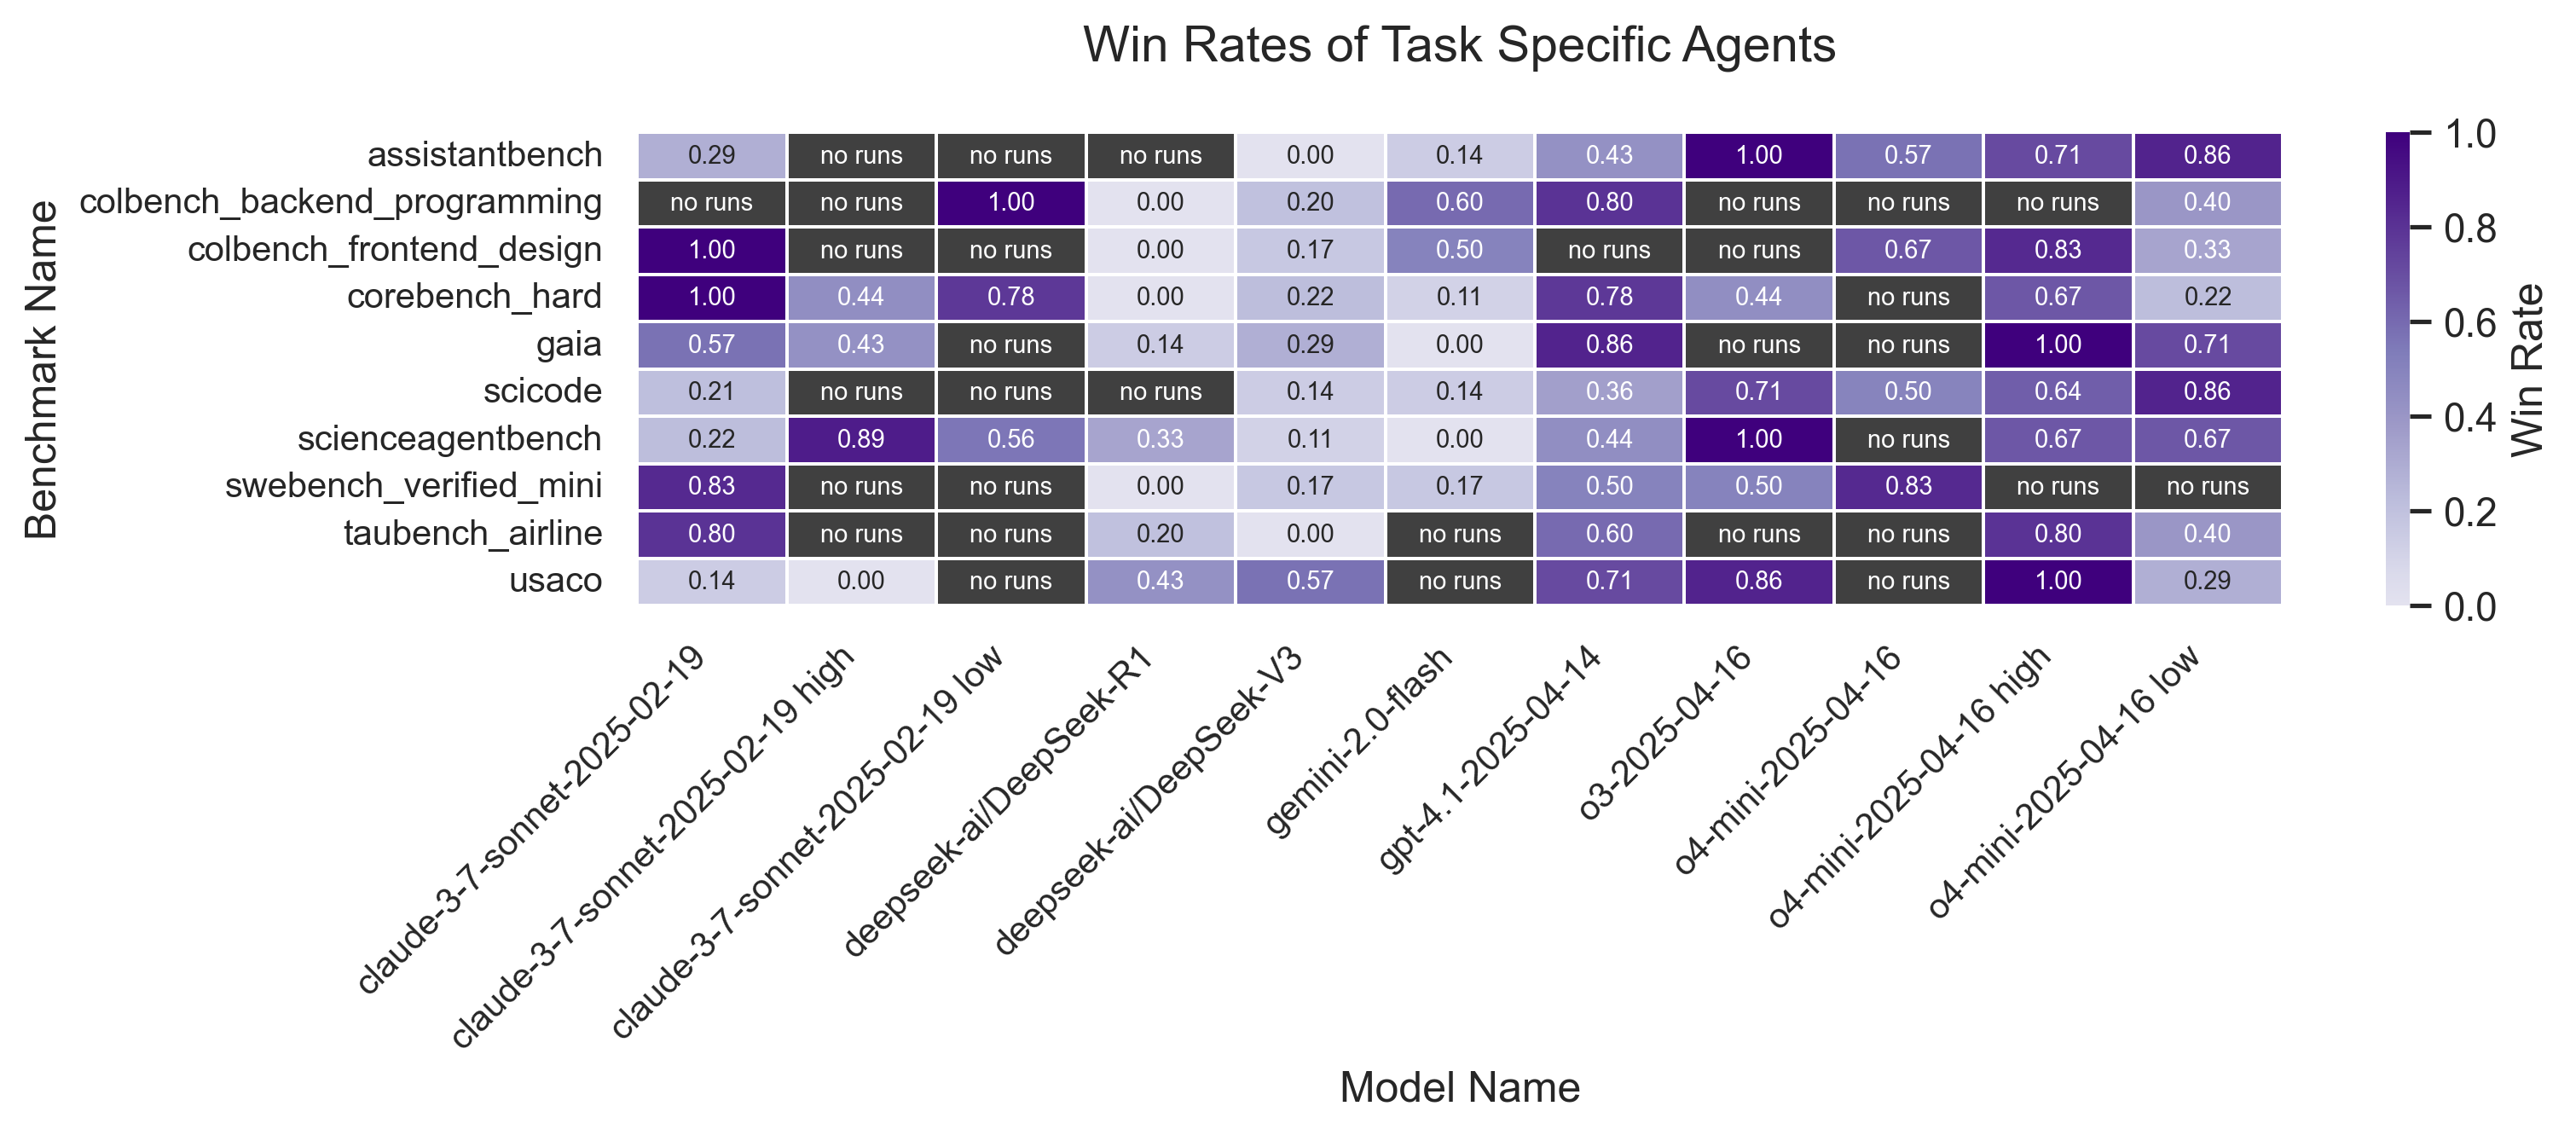 Win Rates of Task Specific Agents
Benchmark Name
assistantbench 0.29 no runs no runs no runs 0.00 0.14 0.43 1.00 0.57 0.71 0.86
colbench_backend_programming no runs no runs 1.00 0.00 0.20 0.60 0.80 no runs no runs no runs 0.40
colbench_frontend_design 1.00 no runs no runs 0.00 0.17 0.50 no runs no runs 0.67 0.83 0.33
corebench_hard 1.00 0.44 0.78 0.00 0.22 0.11 0.78 0.44 no runs 0.67 0.22
gaia 0.57 0.43 no runs 0.14 0.29 0.00 0.86 no runs no runs 1.00 0.71
scicode 0.21 no runs no runs no runs 0.14 0.14 0.36 0.71 0.50 0.64 0.86
scienceagentbench 0.22 0.89 0.56 0.33 0.11 0.00 0.44 1.00 no runs 0.67 0.67
swebench_verified_mini 0.83 no runs no runs 0.00 0.17 0.17 0.50 0.50 0.83 no runs no runs
taubench_airline 0.80 no runs no runs 0.20 0.00 no runs 0.60 no runs no runs 0.80 0.40
usaco 0.14 0.00 no runs 0.43 0.57 no runs 0.71 0.86 no runs 1.00 0.29
claude-3-7-sonnet-2025-02-19
claude-3-7-sonnet-2025-02-19 high
claude-3-7-sonnet-2025-02-19 low
deepseek-ai/DeepSeek-R1
deepseek-ai/DeepSeek-V3
gemini-2.0-flash
gpt-4.1-2025-04-14
o3-2025-04-16
o4-mini-2025-04-16
o4-mini-2025-04-16 high
o4-mini-2025-04-16 low
Model Name
1.0
0.8
0.6
0.4
0.2
0.0
Win Rate